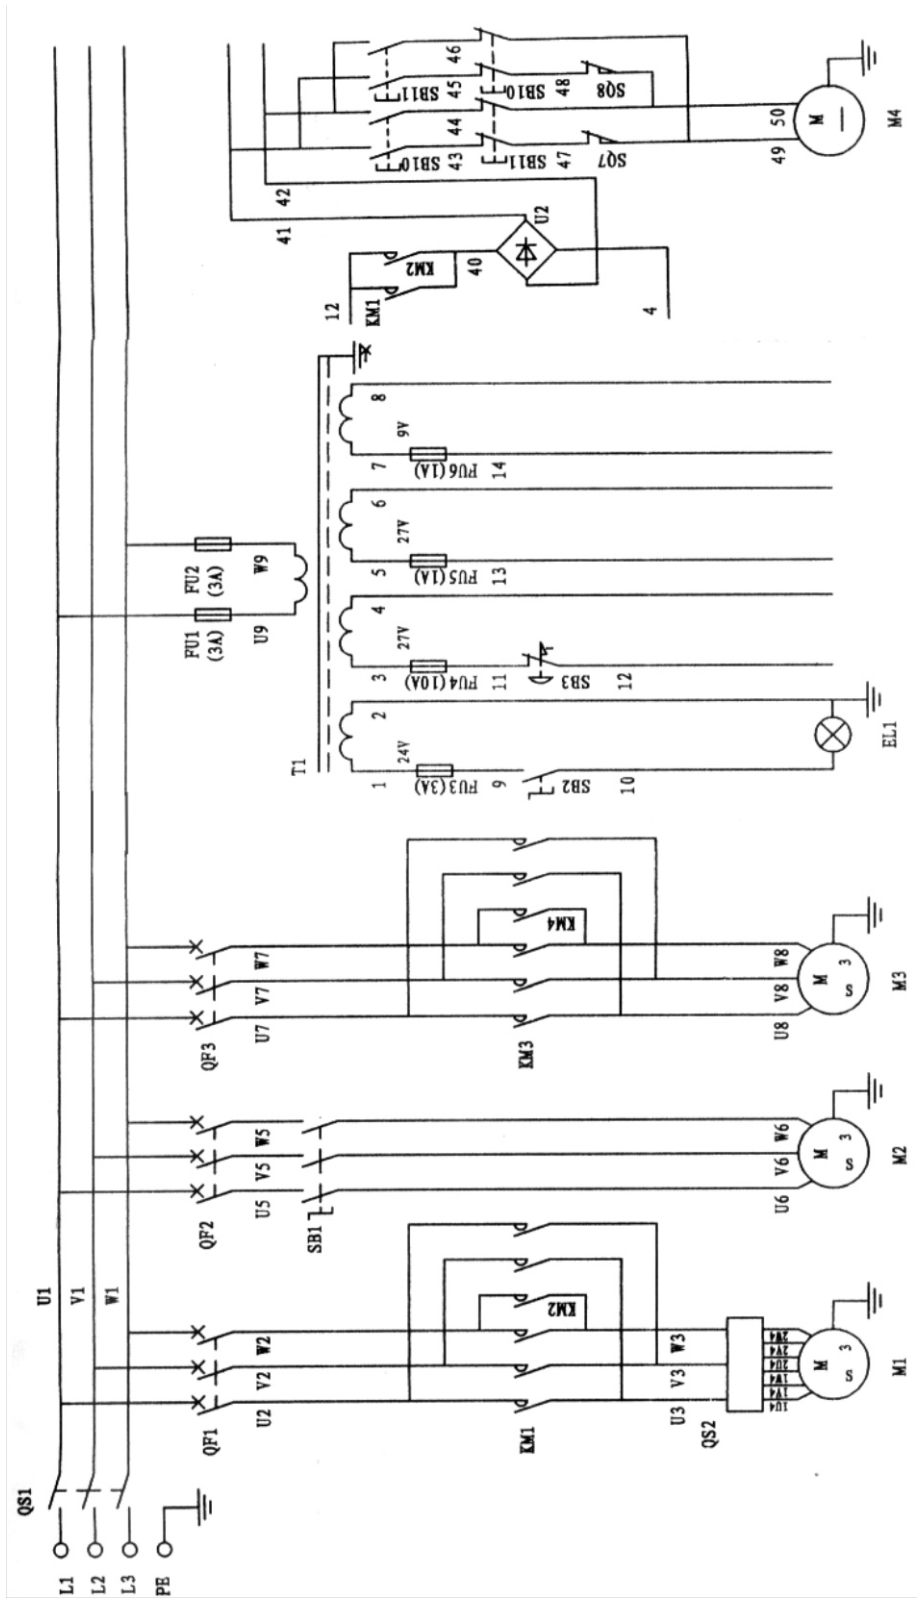 L1
L2
L3
PE
QS1
U1
V1
W1
QF1
U2
V2
W2
KM1
KM2
U3
V3
W3
QS2
1U4
1V4
1W4
2U4
2V4
2W4
M
S 3
M1
QF2
U5
V5
W5
SB1
U6
V6
W6
M
S 3
M2
QF3
U7
V7
W7
KM3
KM4
U8
V8
W8
M
S 3
M3
FU1
(3A)
FU2
(3A)
U9
W9
T1
1
24V
2
FU3(3A)
9
SB2
10
EL1
3
27V
4
FU4(10A)
11
SB3
12
5
27V
6
FU5(1A)
13
7
9V
8
FU6(1A)
14
12
KM1
KM2
40
U2
4
41
42
SB10
43
44
SB11
45
46
SB11
47
SB10
48
SQ7
SQ8
49
50
M
M4